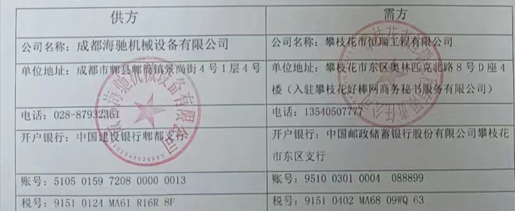 供方
需方
公司名称：成都海驰机械设备有限公司
公司名称：攀枝花市恒瑞工程有限公司
单位地址：成都市郫县郫筒镇景尚街4号1层4号
单位地址：攀枝花市东区奥林匹克北路8号D座4
楼（入驻攀枝花好棒网商务秘书服务有限公司）
电话：028-87932361
电话：13540507777
开户银行：中国建设银行郫都支行
开户银行：中国邮政储蓄银行股份有限公司攀枝花
市东区支行
账号：5105 0159 7208 0000 0013
账号：9510 0301 0004 088899
税号：9151 0124 MA61 R16R 8F
税号：9151 0402 MA68 09WQ 63